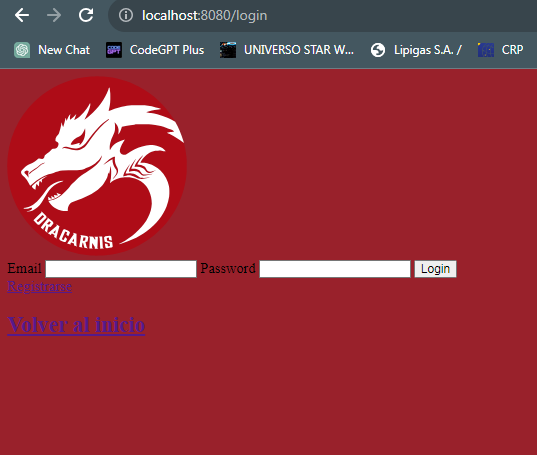 localhost:8080/login
New Chat CodeGPT Plus UNIVERSO STAR W... Lipigas S.A. / CRP
DRACARNIS
Email Password Login
Registrarse
Volver al inicio